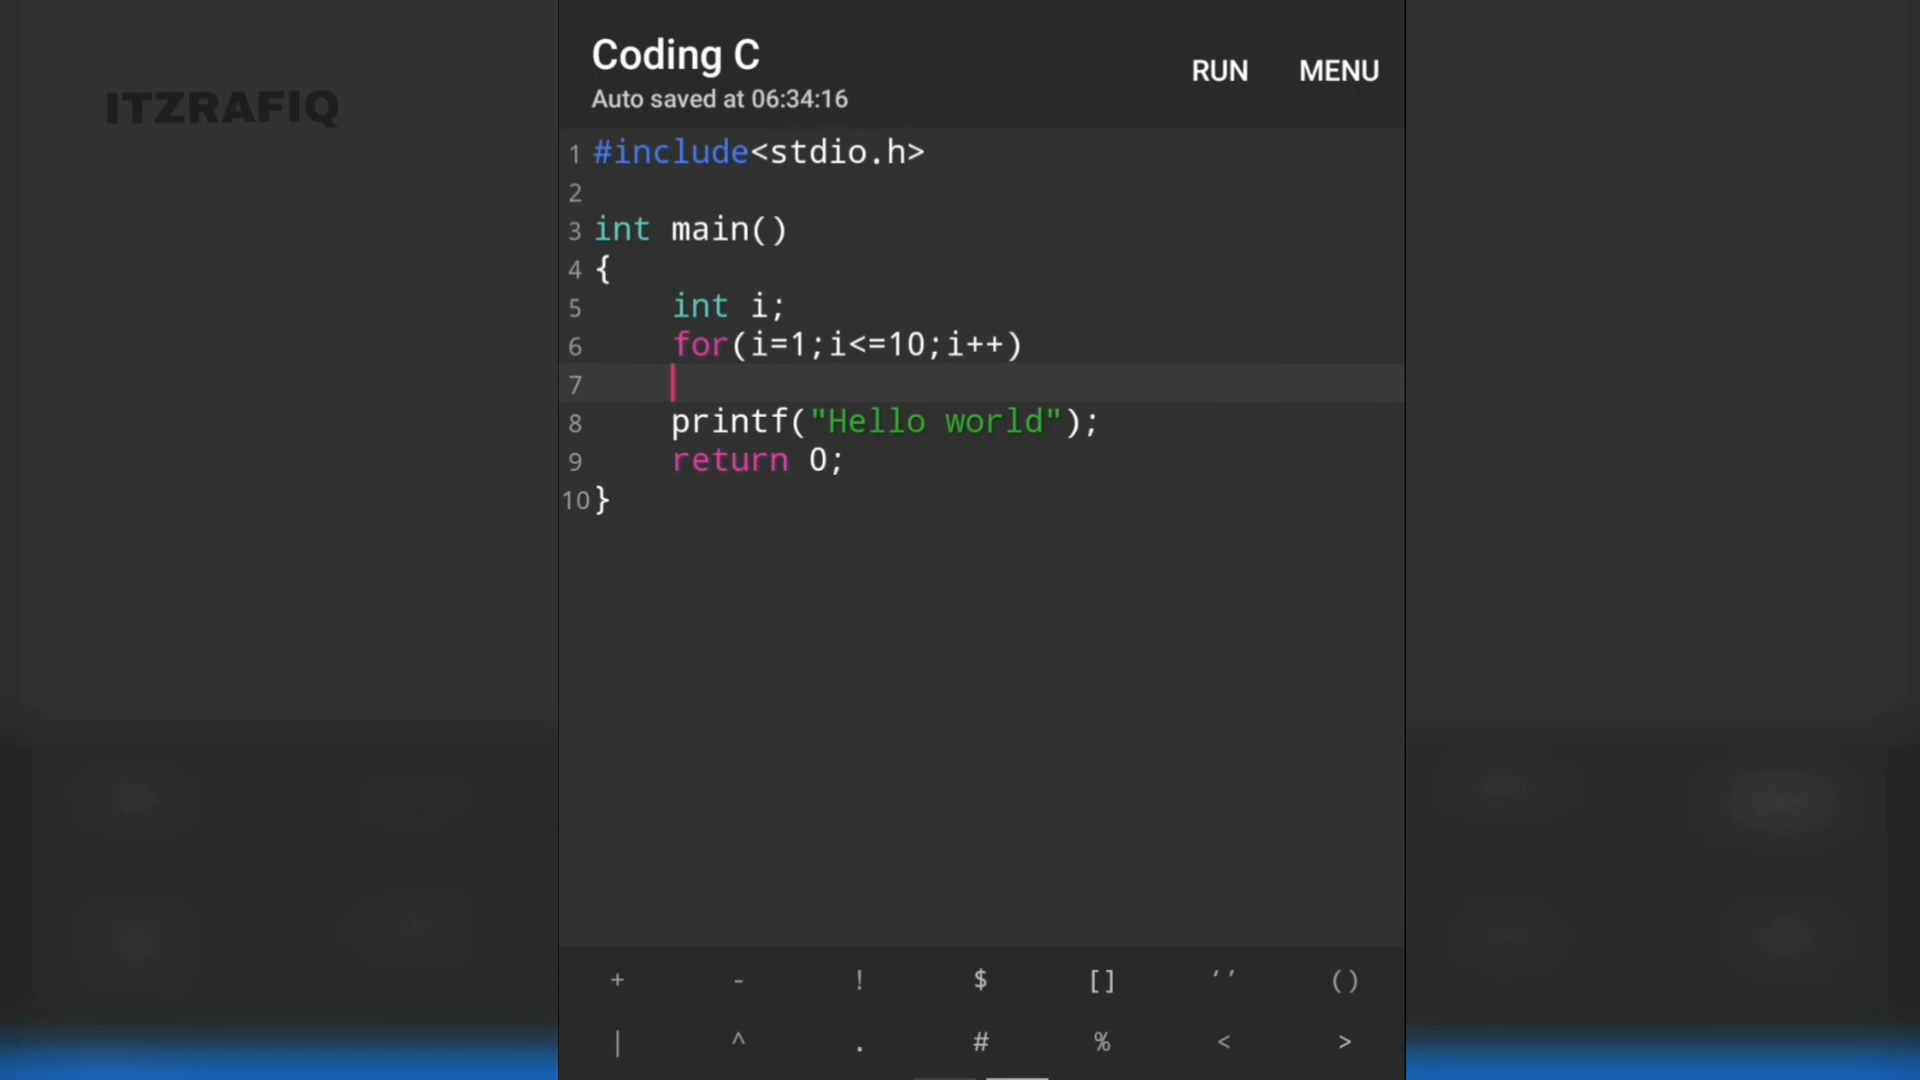 ITZRAFIQ
Coding C
Auto saved at 06:34:16
RUN MENU
1 #include<stdio.h>
2
3 int main()
4 {
5 int i;
6 for(i=1;i<=10;i++)
7
8 printf("Hello world");
9 return 0;
10 }
+ - ! $ [] ‘’ ()
| ^ . # % < >